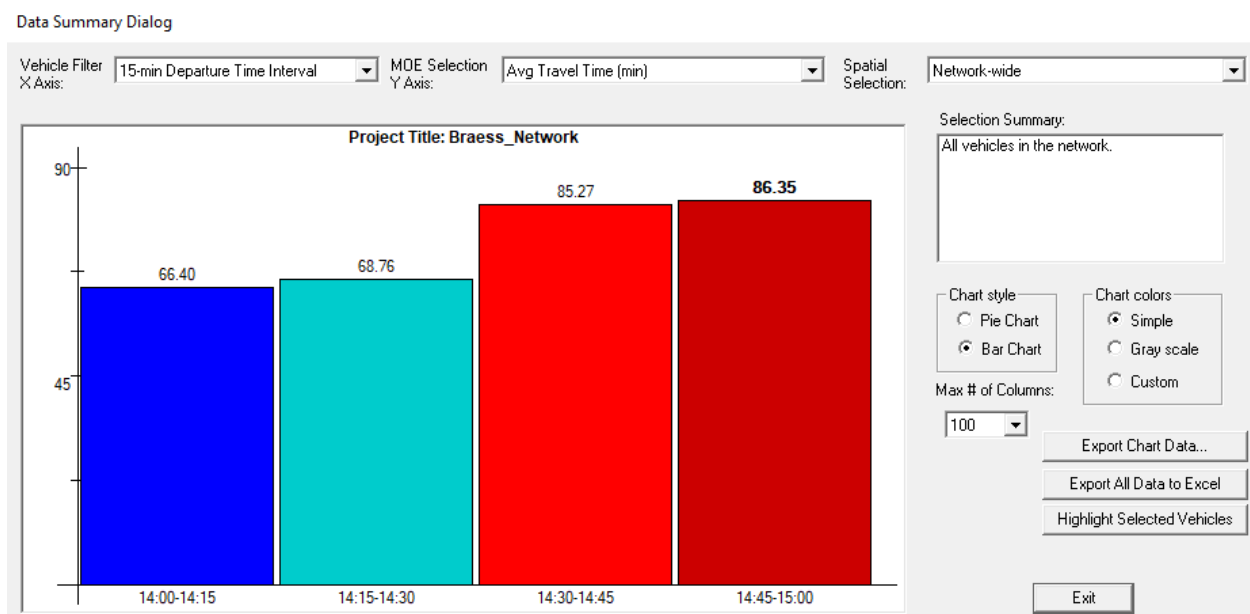 Data Summary Dialog
Vehicle Filter
X Axis:
15-min Departure Time Interval
MOE Selection
Y Axis:
Avg Travel Time (min)
Spatial
Selection:
Network-wide
Project Title: Braess_Network
90
45
66.40
68.76
85.27
86.35
14:00-14:15
14:15-14:30
14:30-14:45
14:45-15:00
Selection Summary:
All vehicles in the network.
Chart style
Pie Chart
Bar Chart
Chart colors
Simple
Gray scale
Custom
Max # of Columns:
100
Export Chart Data...
Export All Data to Excel
Highlight Selected Vehicles
Exit